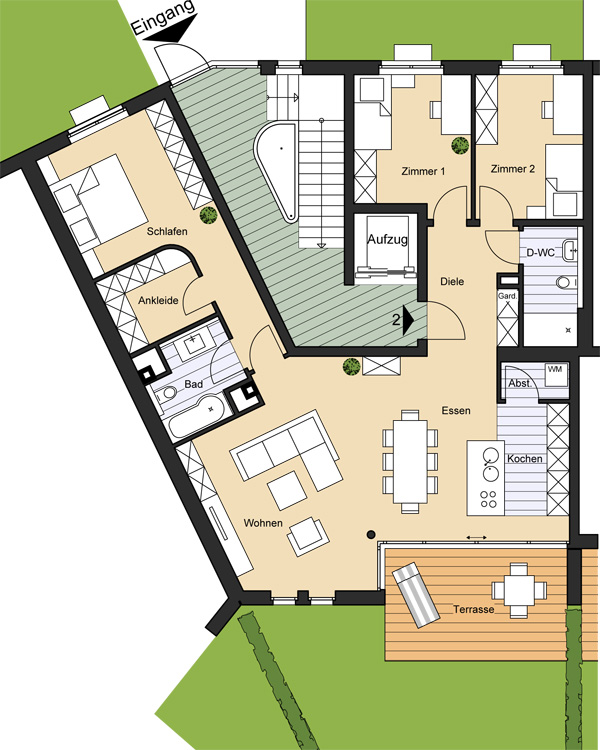 Eingang
Zimmer 1
Zimmer 2
Schlafen
Aufzug
D-WC
Ankleide
Diele
Gard.
2
Bad
Abst.
WM
Essen
Kochen
Wohnen
Terrasse